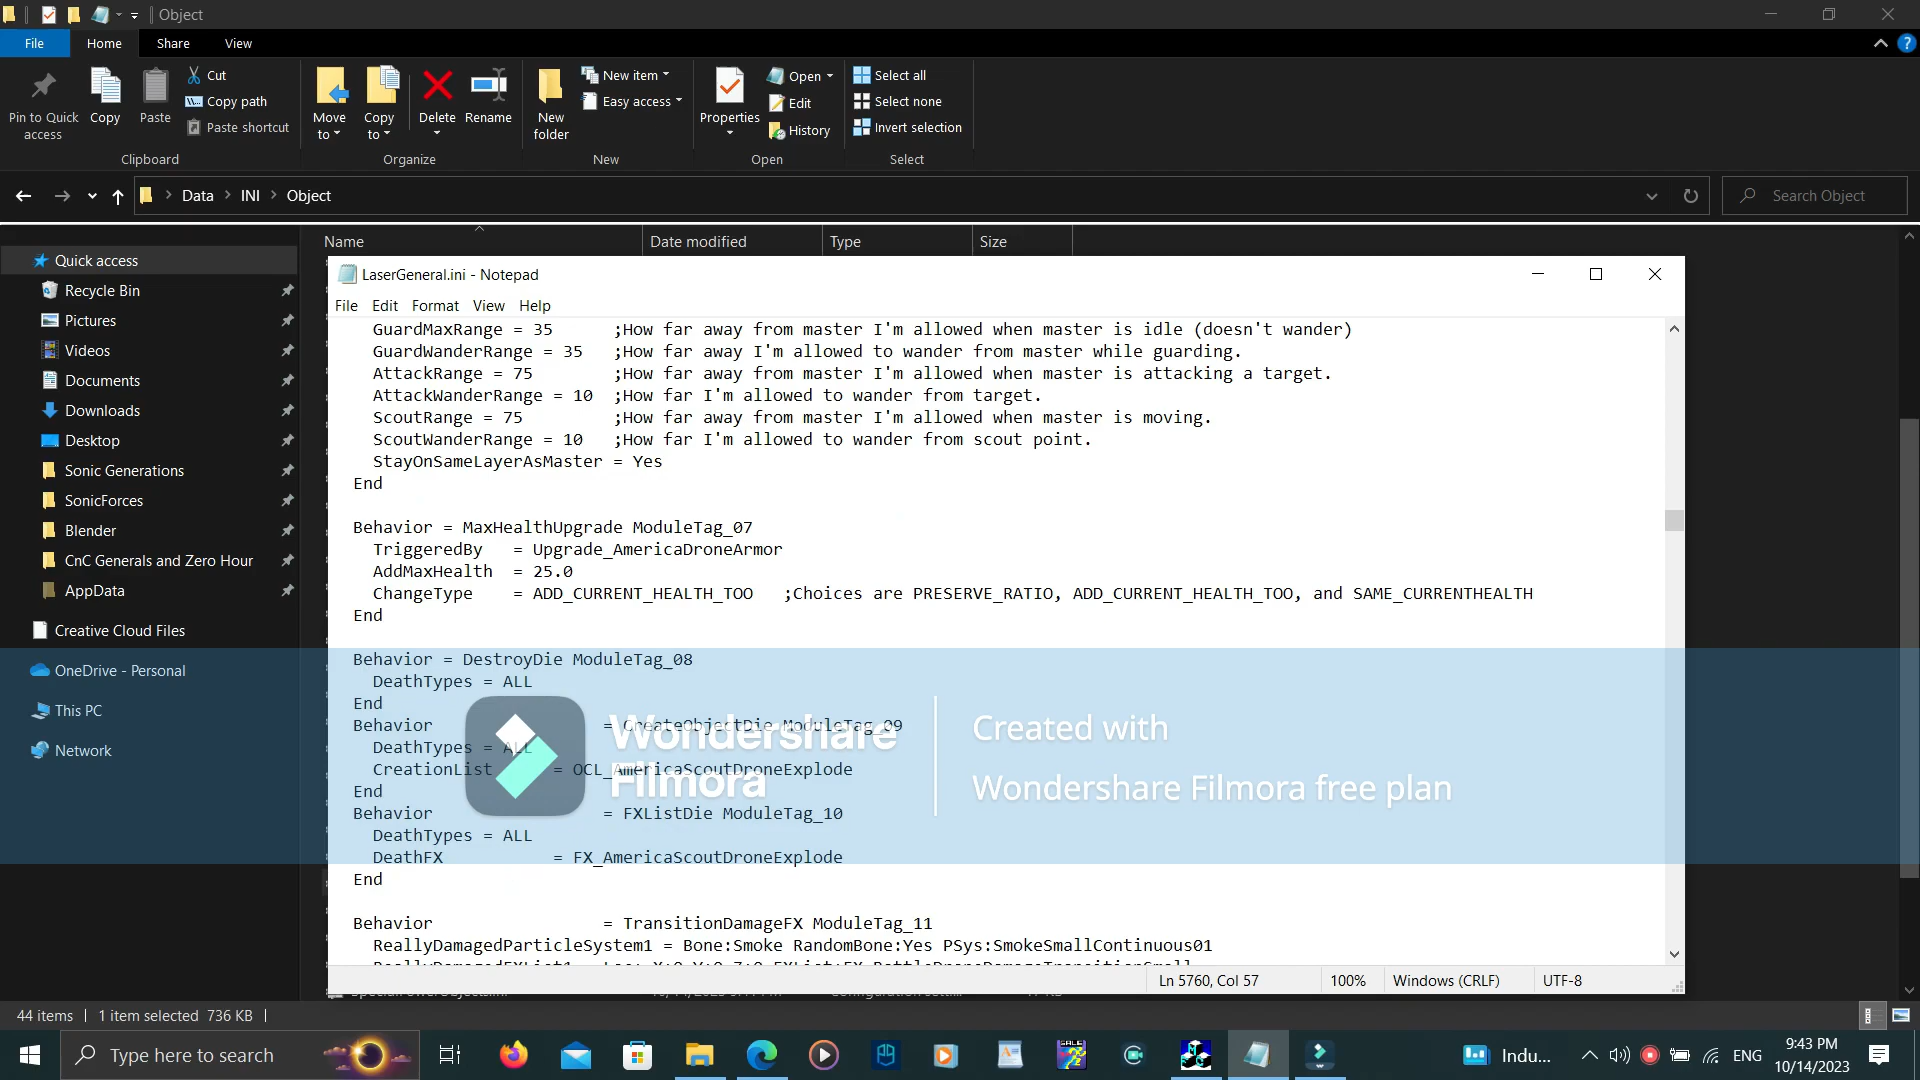 Object
File
Home
Share
View
Pin to Quick access
Copy
Paste
Cut
Copy path
Paste shortcut
Clipboard
Move to
Copy to
Delete
Rename
Organize
New folder
New item
Easy access
New
Properties
Open
Edit
History
Open
Select all
Select none
Invert selection
Select
Data
INI
Object
Search Object
Name
Date modified
Type
Size
Quick access
Recycle Bin
Pictures
Videos
Documents
Downloads
Desktop
Sonic Generations
SonicForces
Blender
CnC Generals and Zero Hour
AppData
Creative Cloud Files
OneDrive - Personal
This PC
Network
LaserGeneral.ini - Notepad
File Edit Format View Help
GuardMaxRange = 35 ;How far away from master I'm allowed when master is idle (doesn't wander)
GuardWanderRange = 35 ;How far away I'm allowed to wander from master while guarding.
AttackRange = 75 ;How far away from master I'm allowed when master is attacking a target.
AttackWanderRange = 10 ;How far I'm allowed to wander from target.
ScoutRange = 75 ;How far away from master I'm allowed when master is moving.
ScoutWanderRange = 10 ;How far I'm allowed to wander from scout point.
StayOnSameLayerAsMaster = Yes
End
Behavior = MaxHealthUpgrade ModuleTag_07
TriggeredBy = Upgrade_AmericaDroneArmor
AddMaxHealth = 25.0
ChangeType = ADD_CURRENT_HEALTH_TOO ;Choices are PRESERVE_RATIO, ADD_CURRENT_HEALTH_TOO, and SAME_CURRENTHEALTH
End
Behavior = DestroyDie ModuleTag_08
DeathTypes = ALL
End
Behavior = CreateObjectDie ModuleTag_09
DeathTypes = ALL
CreationList = OCL_AmericaScoutDroneExplode
End
Behavior = FXListDie ModuleTag_10
DeathTypes = ALL
DeathFX = FX_AmericaScoutDroneExplode
End
Behavior = TransitionDamageFX ModuleTag_11
ReallyDamagedParticleSystem1 = Bone:Smoke RandomBone:Yes PSys:SmokeSmallContinuous01
Wondershare
Filmora
Created with
Wondershare Filmora free plan
Ln 5760, Col 57
100%
Windows (CRLF)
UTF-8
44 items
1 item selected 736 KB
Type here to search
Indu...
ENG
9:43 PM
10/14/2023